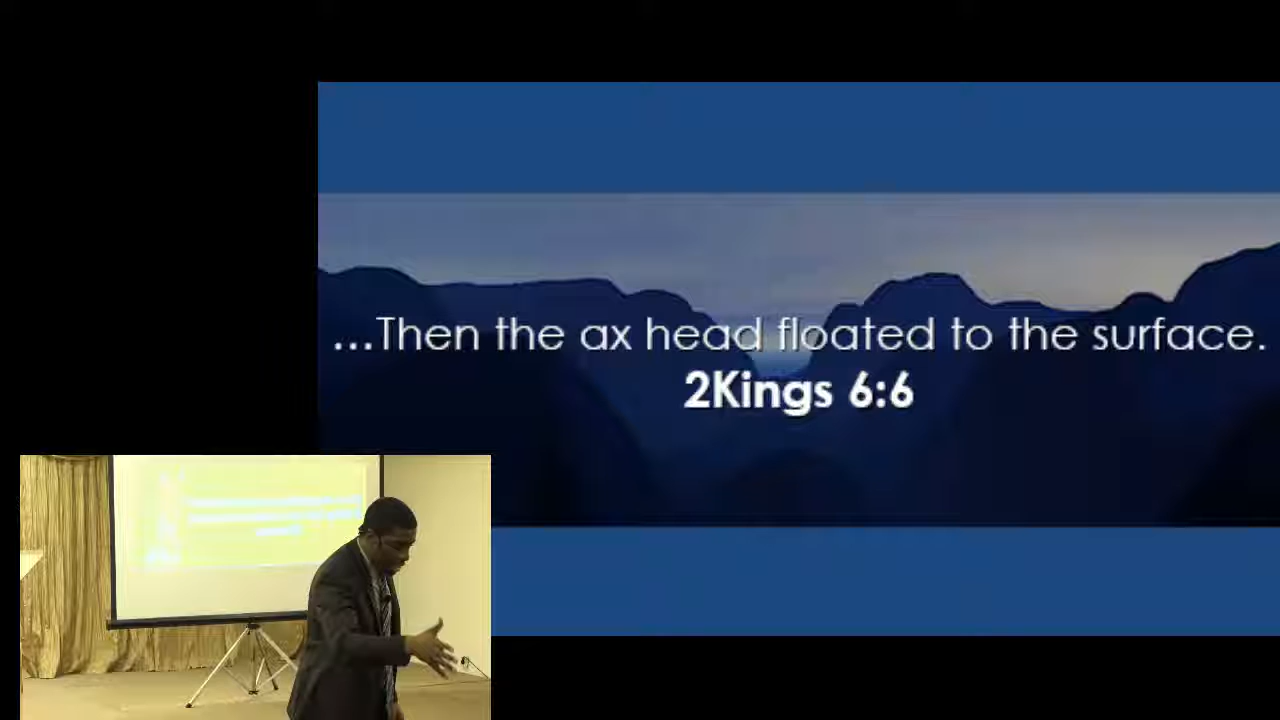 ...Then the ax head floated to the surface.
2Kings 6:6